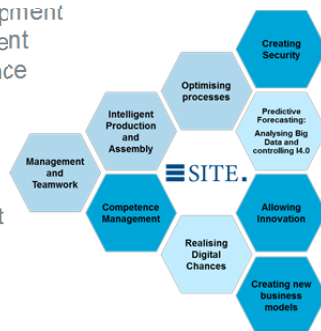 Creating
Security
Optimising
processes
Predictive
Forecasting:
Analysing Big
Data and
controlling I4.0
Intelligent
Production
and
Assembly
Management
and
Teamwork
SITE.
Competence
Management
Allowing
Innovation
Realising
Digital
Chances
Creating new
business
models